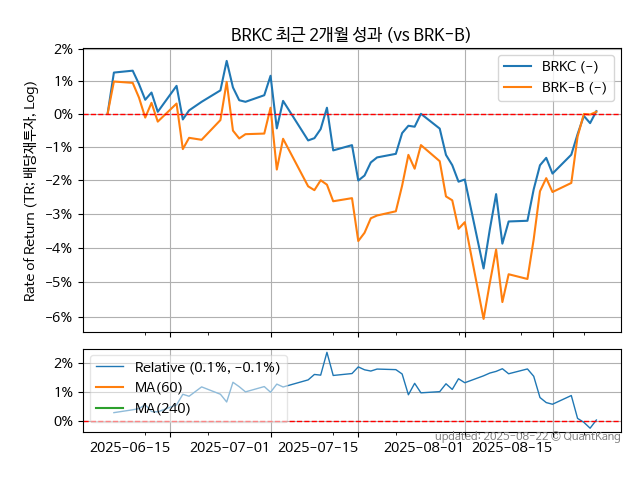 BRKC 최근 2개월 성과 (vs BRK-B)
Rate of Return (TR: 배당재투자, Log)
2%
1%
0%
−1%
−2%
−3%
−4%
−5%
−6%
BRKC (-)
BRK-B (-)
2%
1%
0%
Relative (0.1%, -0.1%)
MA(60)
MA(240)
2025-06-15
2025-07-01
2025-07-15
2025-08-01
2025-08-15
updated: 2025-08-22 © QuantKang